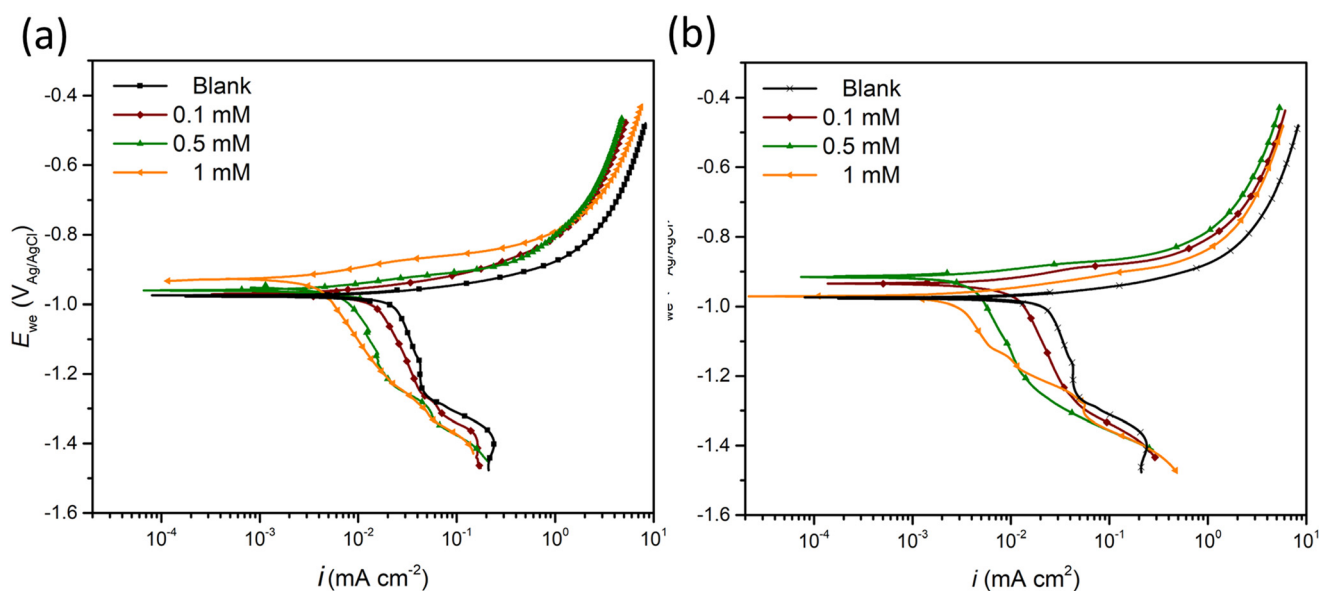 (a)
Blank
0.1 mM
0.5 mM
1 mM
-0.4
-0.6
-0.8
-1.0
-1.2
-1.4
-1.6
E_we (V_Ag/AgCl)
10^-4
10^-3
10^-2
10^-1
10^0
10^1
i (mA cm^-2)
(b)
Blank
0.1 mM
0.5 mM
1 mM
-0.4
-0.6
-0.8
-1.0
-1.2
-1.4
-1.6
10^-4
10^-3
10^-2
10^-1
10^0
10^1
i (mA cm^2)